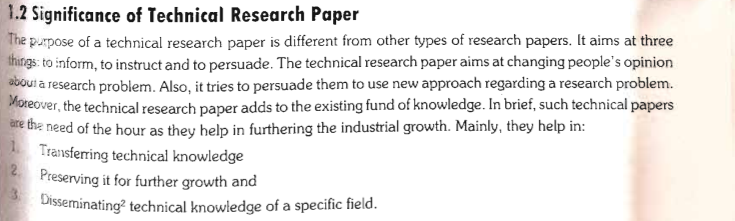 1.2 Significance of Technical Research Paper
The purpose of a technical research paper is different from other types of research papers. It aims at three
things: to inform, to instruct and to persuade. The technical research paper aims at changing people's opinion
about a research problem. Also, it tries to persuade them to use new approach regarding a research problem.
Moreover, the technical research paper adds to the existing fund of knowledge. In brief, such technical papers
are the need of the hour as they help in furthering the industrial growth. Mainly, they help in:
1. Transferring technical knowledge
2. Preserving it for further growth and
3. Disseminating² technical knowledge of a specific field.